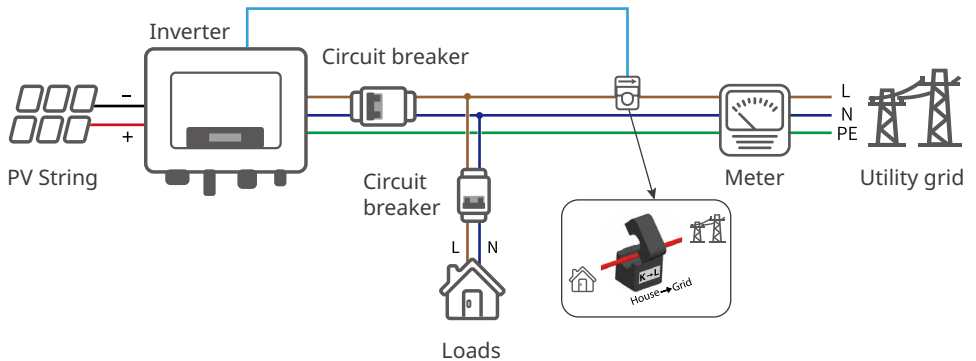 Inverter
Circuit breaker
–
+
PV String
L
N
PE
Meter
Utility grid
Circuit
breaker
L N
K→L
House→Grid
Loads